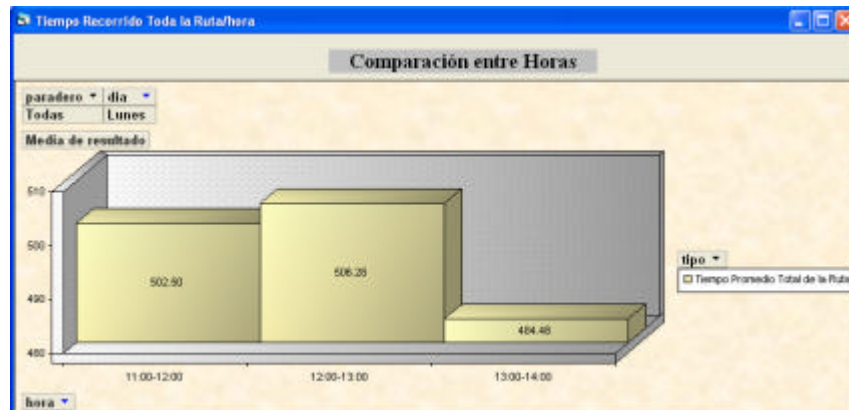 Tiempo Recorrido Toda la Ruta/hora
Comparación entre Horas
paradero dia
Todas Lunes
Media de resultado
510
500
490
480
502.50
506.28
484.48
11:00-12:00 12:00-13:00 13:00-14:00
tipo
Tiempo Promedio Total de la Ruta
hora